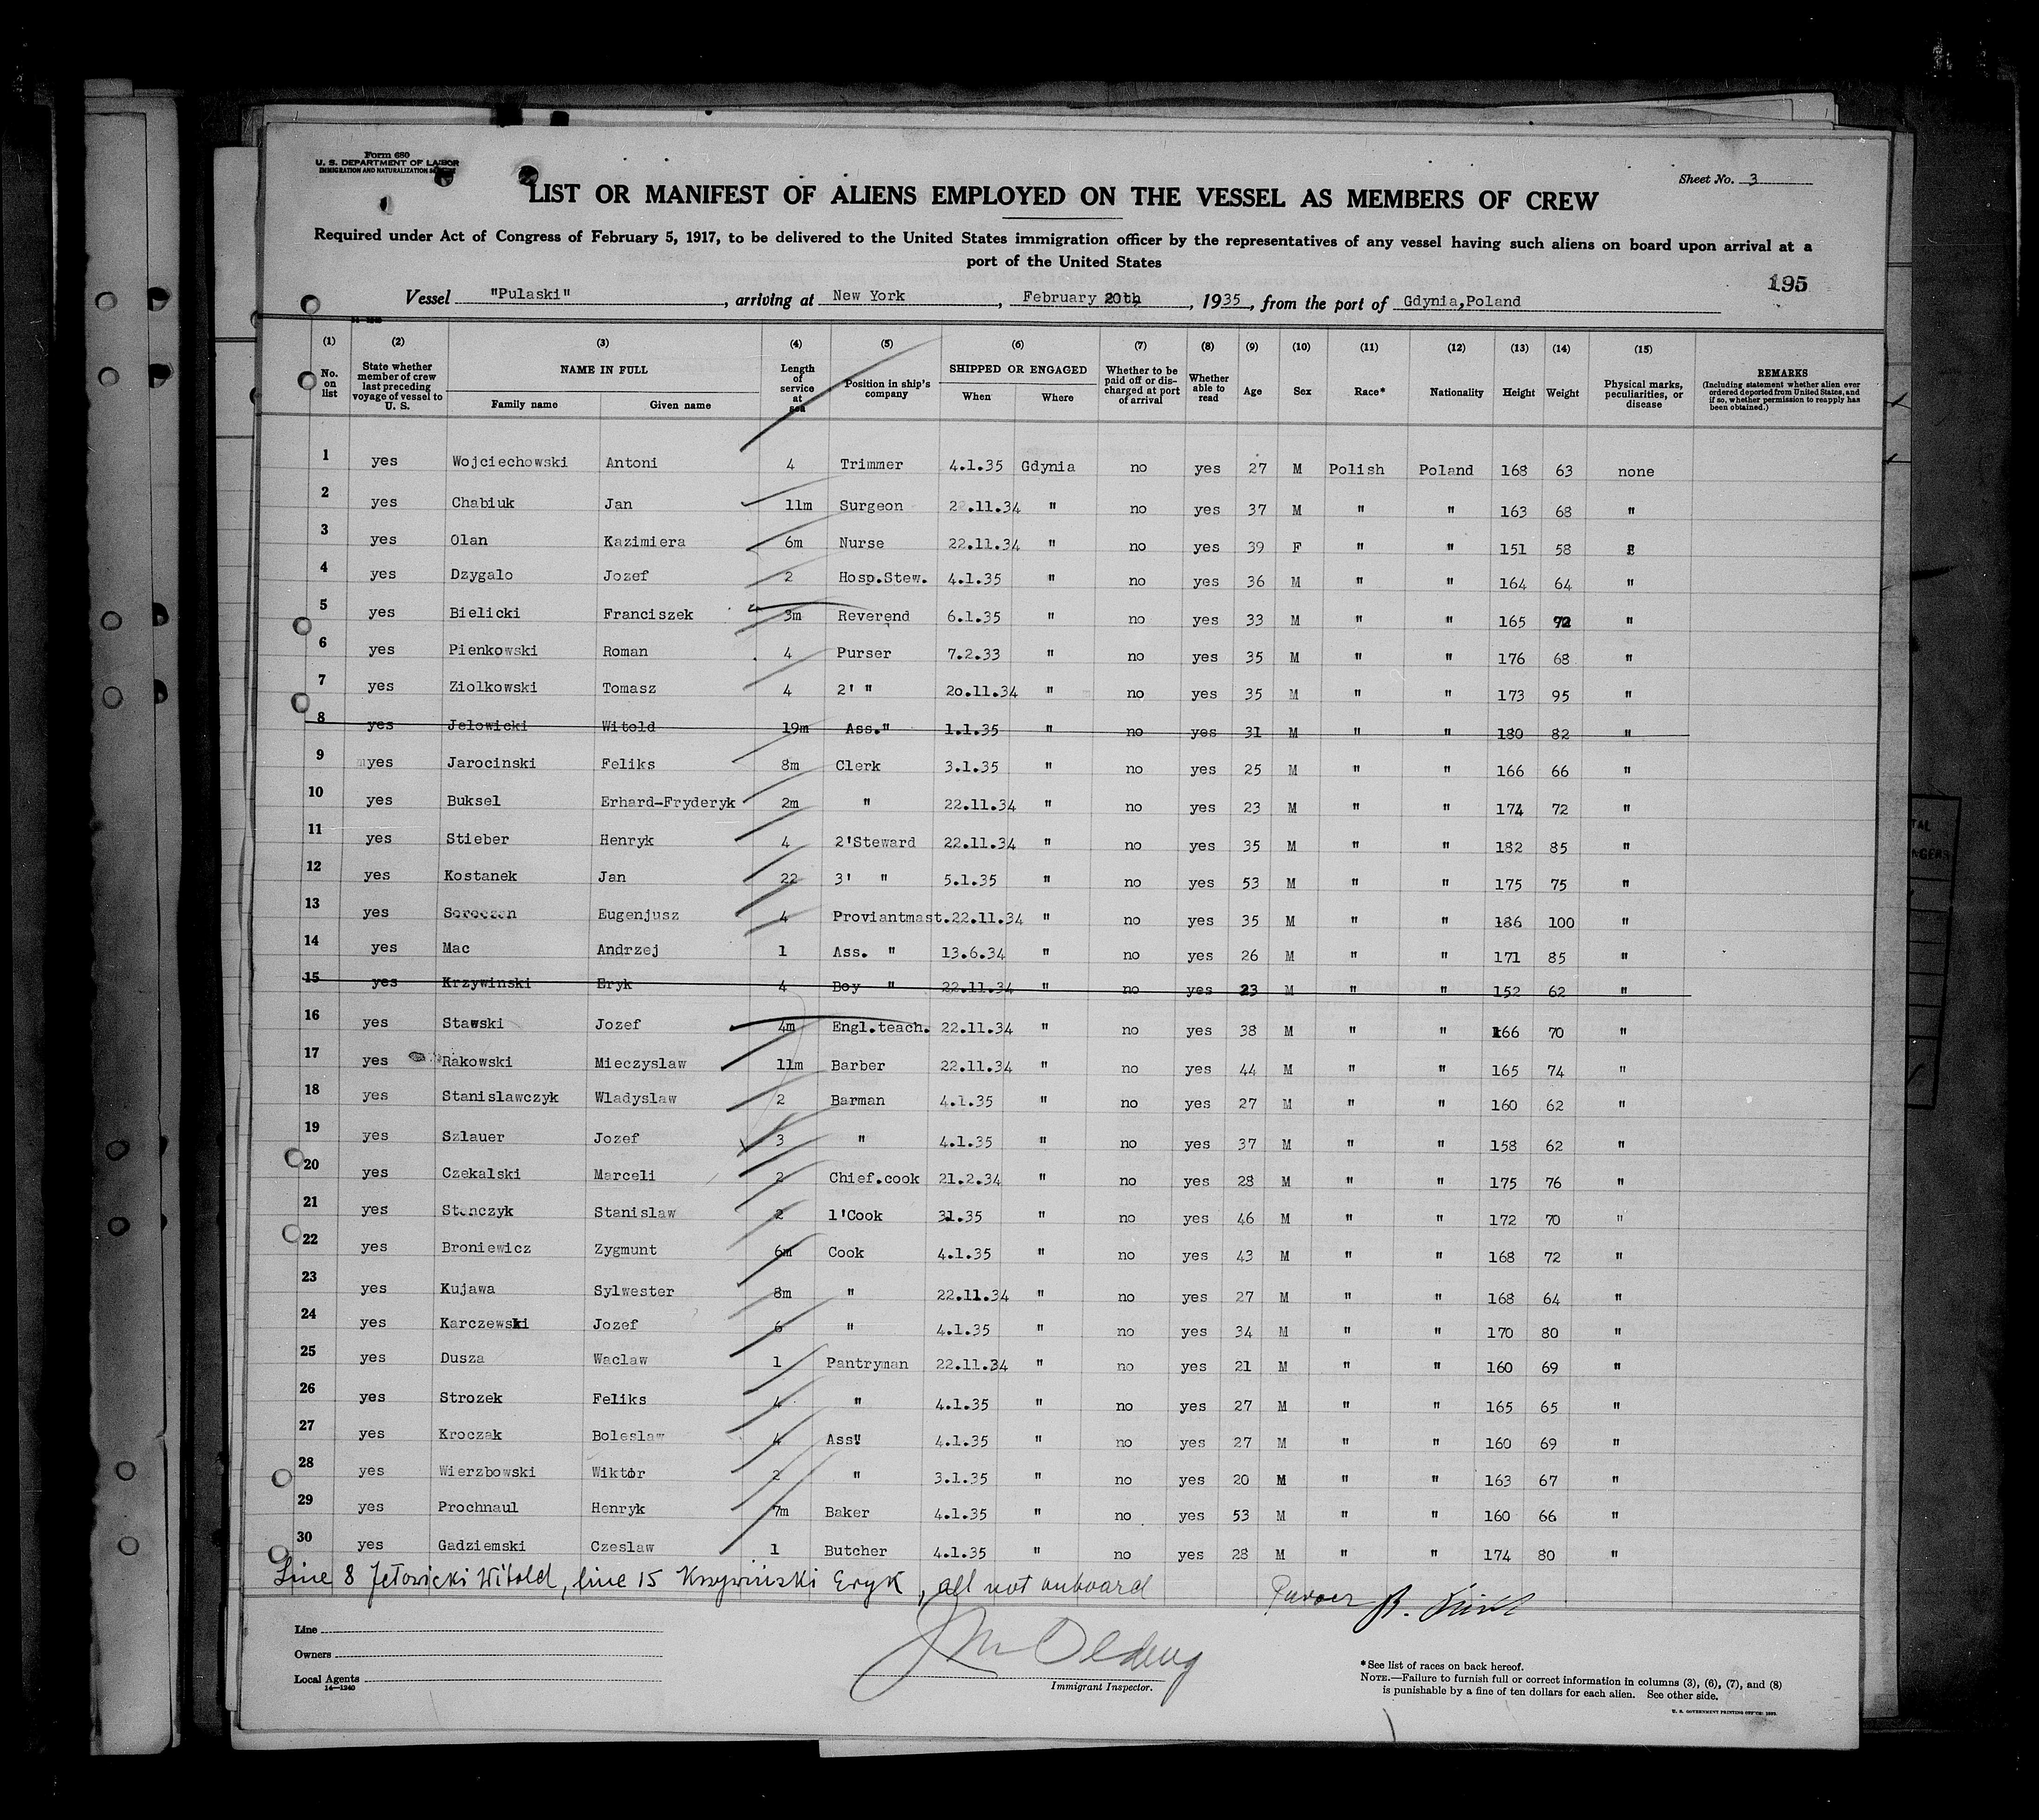 Form 680
U. S. DEPARTMENT OF LABOR
IMMIGRATION AND NATURALIZATION SERVICE
Sheet No. 3
LIST OR MANIFEST OF ALIENS EMPLOYED ON THE VESSEL AS MEMBERS OF CREW
Required under Act of Congress of February 5, 1917, to be delivered to the United States immigration officer by the representatives of any vessel having such aliens on board upon arrival at a
port of the United States
195
Vessel "Pulaski", arriving at New York, February 20th, 1935, from the port of Gdynia,Poland
(1) (2) (3) (4) (5) (6) (7) (8) (9) (10) (11) (12) (13) (14) (15)
No. on list State whether member of crew last preceding voyage of vessel to U. S. NAME IN FULL Family name Given name Length of service at sea Position in ship's company SHIPPED OR ENGAGED When Where Whether to be paid off or discharged at port of arrival Whether able to read Age Sex Race* Nationality Height Weight Physical marks, peculiarities, or disease REMARKS (Including statement whether alien ever ordered deported from United States, and if so, whether permission to reapply has been obtained.)
1 yes Wojciechowski Antoni 4 Trimmer 4.1.35 Gdynia no yes 27 M Polish Poland 168 63 none
2 yes Chabiuk Jan 11m Surgeon 22.11.34 " no yes 37 M " " 163 68 "
3 yes Olan Kazimiera 6m Nurse 22.11.34 " no yes 39 F " " 151 58 "
4 yes Dzygalo Jozef 2 Hosp.Stew. 4.1.35 " no yes 36 M " " 164 64 "
5 yes Bielicki Franciszek 3m Reverend 6.1.35 " no yes 33 M " " 165 92 "
6 yes Pienkowski Roman 4 Purser 7.2.33 " no yes 35 M " " 176 68 "
7 yes Ziolkowski Tomasz 4 2' " 20.11.34 " no yes 35 M " " 173 95 "
8 yes Jelowicki Witold 19m Ass." 1.1.35 " no yes 31 M " " 180 82 "
9 yes Jarocinski Feliks 8m Clerk 3.1.35 " no yes 25 M " " 166 66 "
10 yes Buksel Erhard-Fryderyk 2m " 22.11.34 " no yes 23 M " " 174 72 "
11 yes Stieber Henryk 4 2'Steward 22.11.34 " no yes 35 M " " 182 85 "
12 yes Kostanek Jan 22 3' " 5.1.35 " no yes 53 M " " 175 75 "
13 yes Soroczen Eugenjusz 4 Proviantmast. 22.11.34 " no yes 35 M " " 186 100 "
14 yes Mac Andrzej 1 Ass. " 13.6.34 " no yes 26 M " " 171 85 "
15 yes Krzywinski Eryk 4 Boy " 22.11.34 " no yes 23 M " " 152 62 "
16 yes Stawski Jozef 4m Engl.teach. 22.11.34 " no yes 38 M " " 166 70 "
17 yes Rakowski Mieczyslaw 11m Barber 22.11.34 " no yes 44 M " " 165 74 "
18 yes Stanislawczyk Wladyslaw 2 Barman 4.1.35 " no yes 27 M " " 160 62 "
19 yes Szlauer Jozef 3 " 4.1.35 " no yes 37 M " " 158 62 "
20 yes Czekalski Marceli 2 Chief.cook 21.2.34 " no yes 28 M " " 175 76 "
21 yes Stenczyk Stanislaw 2 1'Cook 31.35 " no yes 46 M " " 172 70 "
22 yes Broniewicz Zygmunt 6m Cook 4.1.35 " no yes 43 M " " 168 72 "
23 yes Kujawa Sylwester 8m " 22.11.34 " no yes 27 M " " 168 64 "
24 yes Karczewski Jozef 6 " 4.1.35 " no yes 34 M " " 170 80 "
25 yes Dusza Waclaw 1 Pantryman 22.11.34 " no yes 21 M " " 160 69 "
26 yes Strozek Feliks 4 " 4.1.35 " no yes 27 M " " 165 65 "
27 yes Kroczak Boleslaw 4 Ass" 4.1.35 " no yes 27 M " " 160 69 "
28 yes Wierzbowski Wiktor 2 " 3.1.35 " no yes 20 M " " 163 67 "
29 yes Prochnaul Henryk 7m Baker 4.1.35 " no yes 53 M " " 160 66 "
30 yes Gadziemski Czeslaw 1 Butcher 4.1.35 " no yes 28 M " " 174 80 "
Line 8 Jełowicki Witold, line 15 Krzywinski Eryk, all not onboard Purser
Line
Owners
Local Agents
14—1240
Immigrant Inspector.
*See list of races on back hereof.
NOTE.—Failure to furnish full or correct information in columns (3), (6), (7), and (8)
is punishable by a fine of ten dollars for each alien. See other side.
U. S. GOVERNMENT PRINTING OFFICE: